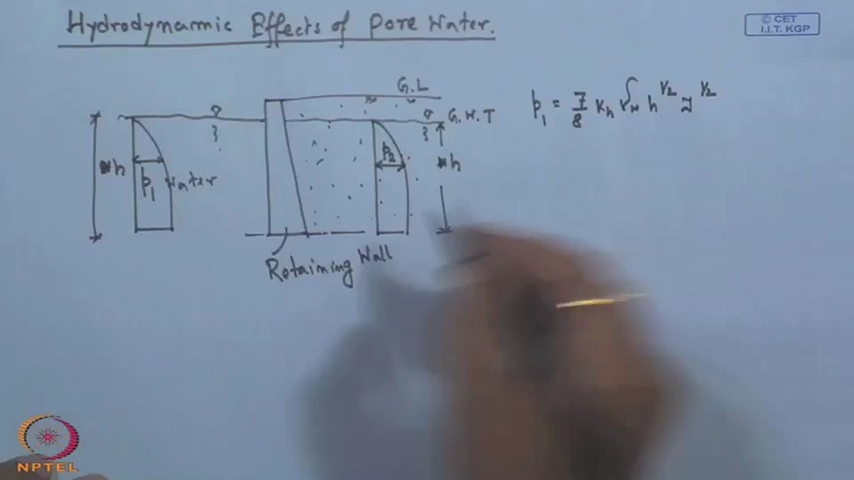 Hydrodynamic Effects of Pore Water.
© CET
I.I.T. KGP
G.L
G.W.T
p₁ = 7/8 kₕ γw h^1/2 z^1/2
h
p₁
water
p₂
h
Retaining Wall
NPTEL